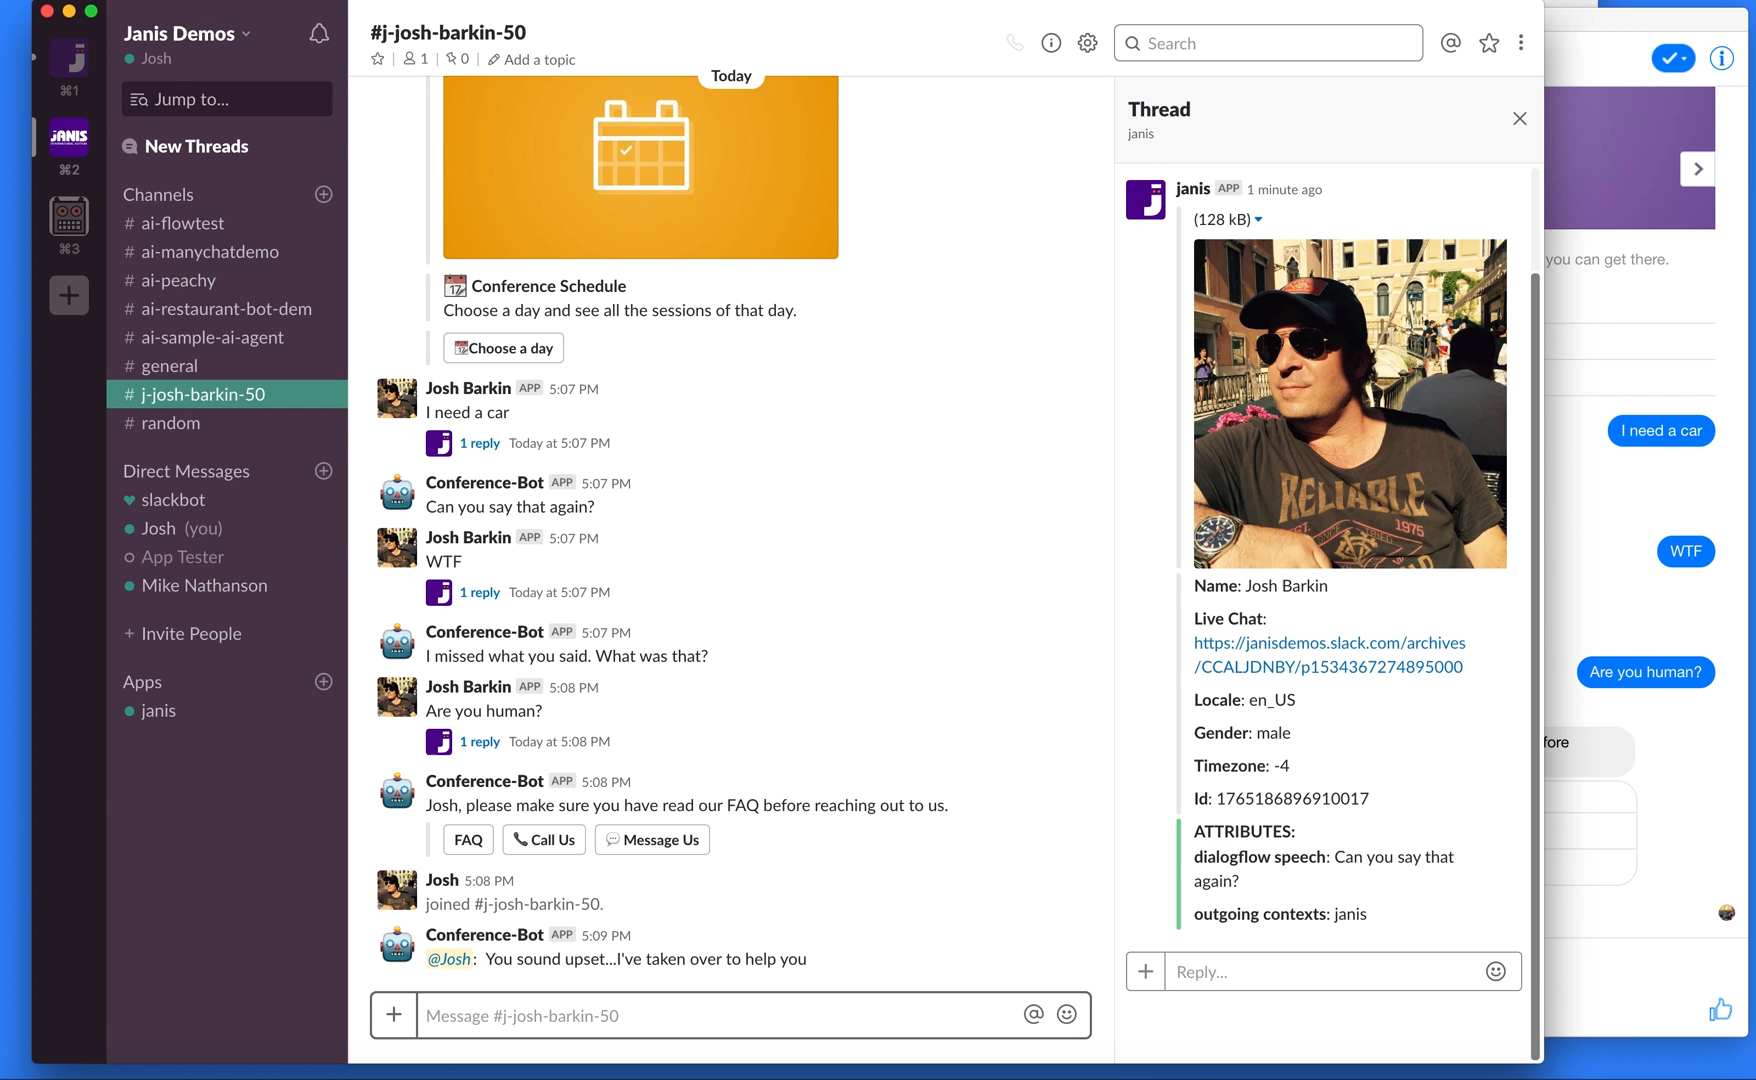 Janis Demos
Josh
Jump to...
New Threads
Channels
# ai-flowtest
# ai-manychatdemo
# ai-peachy
# ai-restaurant-bot-dem
# ai-sample-ai-agent
# general
# j-josh-barkin-50
# random
Direct Messages
slackbot
Josh (you)
App Tester
Mike Nathanson
+ Invite People
Apps
janis
⌘1
JANIS
⌘2
⌘3
#j-josh-barkin-50
1
0
Add a topic
Search
Today
17 Conference Schedule
Choose a day and see all the sessions of that day.
Choose a day
Josh Barkin APP 5:07 PM
I need a car
1 reply Today at 5:07 PM
Conference-Bot APP 5:07 PM
Can you say that again?
Josh Barkin APP 5:07 PM
WTF
1 reply Today at 5:07 PM
Conference-Bot APP 5:07 PM
I missed what you said. What was that?
Josh Barkin APP 5:08 PM
Are you human?
1 reply Today at 5:08 PM
Conference-Bot APP 5:08 PM
Josh, please make sure you have read our FAQ before reaching out to us.
FAQ
Call Us
Message Us
Josh 5:08 PM
joined #j-josh-barkin-50.
Conference-Bot APP 5:09 PM
@Josh: You sound upset...I've taken over to help you
Message #j-josh-barkin-50
Thread
janis
janis APP 1 minute ago
(128 kB)
RELIABLE
1975
Name: Josh Barkin
Live Chat:
https://janisdemos.slack.com/archives
/CCALJDNBY/p1534367274895000
Locale: en_US
Gender: male
Timezone: -4
Id: 1765186896910017
ATTRIBUTES:
dialogflow speech: Can you say that
again?
outgoing contexts: janis
Reply...
you can get there.
I need a car
WTF
Are you human?
fore